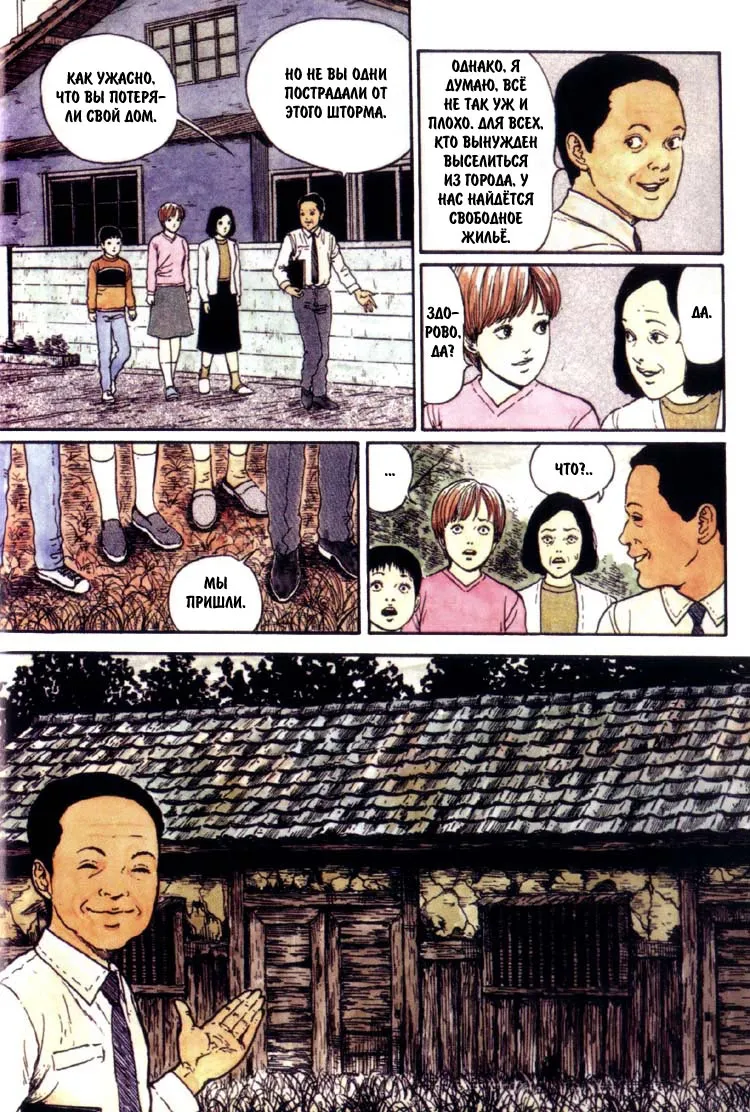 КАК УЖАСНО,
ЧТО ВЫ ПОТЕРЯ-
ЛИ СВОЙ ДОМ.
НО НЕ ВЫ ОДНИ
ПОСТРАДАЛИ ОТ
ЭТОГО ШТОРМА.
ОДНАКО, Я
ДУМАЮ, ВСЁ
НЕ ТАК УЖ И
ПЛОХО. ДЛЯ ВСЕХ,
КТО ВЫНУЖДЕН
ВЫСЕЛИТЬСЯ
ИЗ ГОРОДА, У
НАС НАЙДЁТСЯ
СВОБОДНОЕ
ЖИЛЬЁ.
ЗДО-
РОВО,
ДА?
ДА.
МЫ
ПРИШЛИ.
...
ЧТО?..